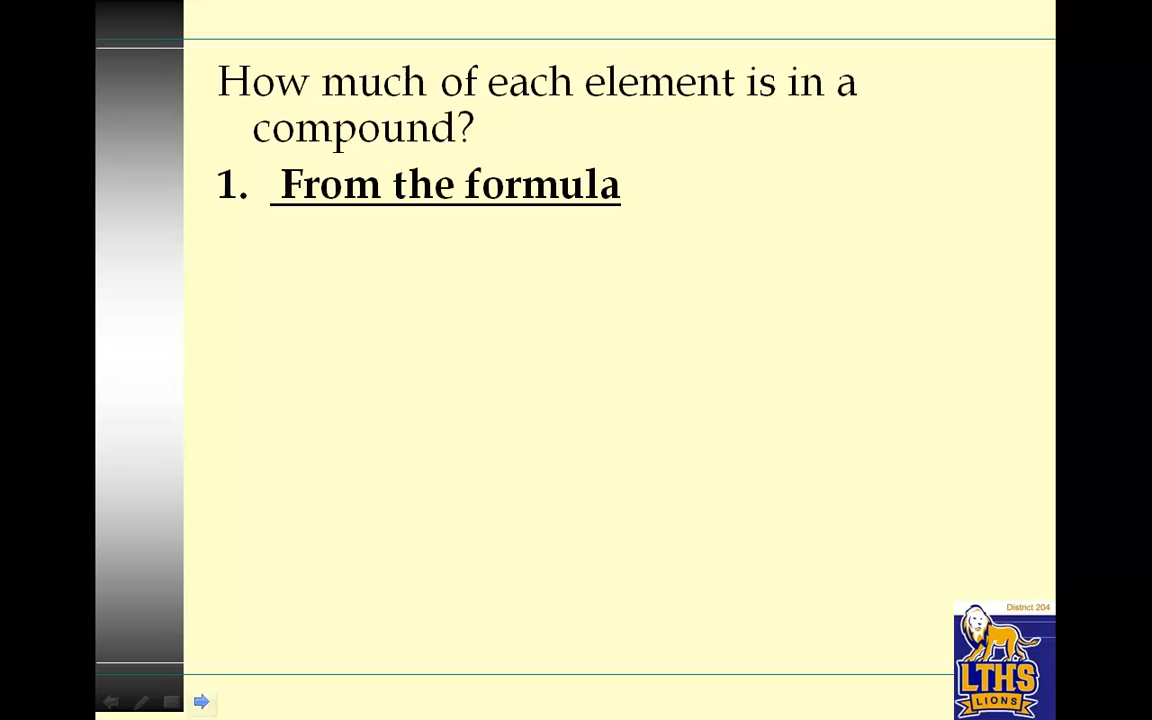 How much of each element is in a
compound?
1. From the formula
District 204
LTHS
LIONS